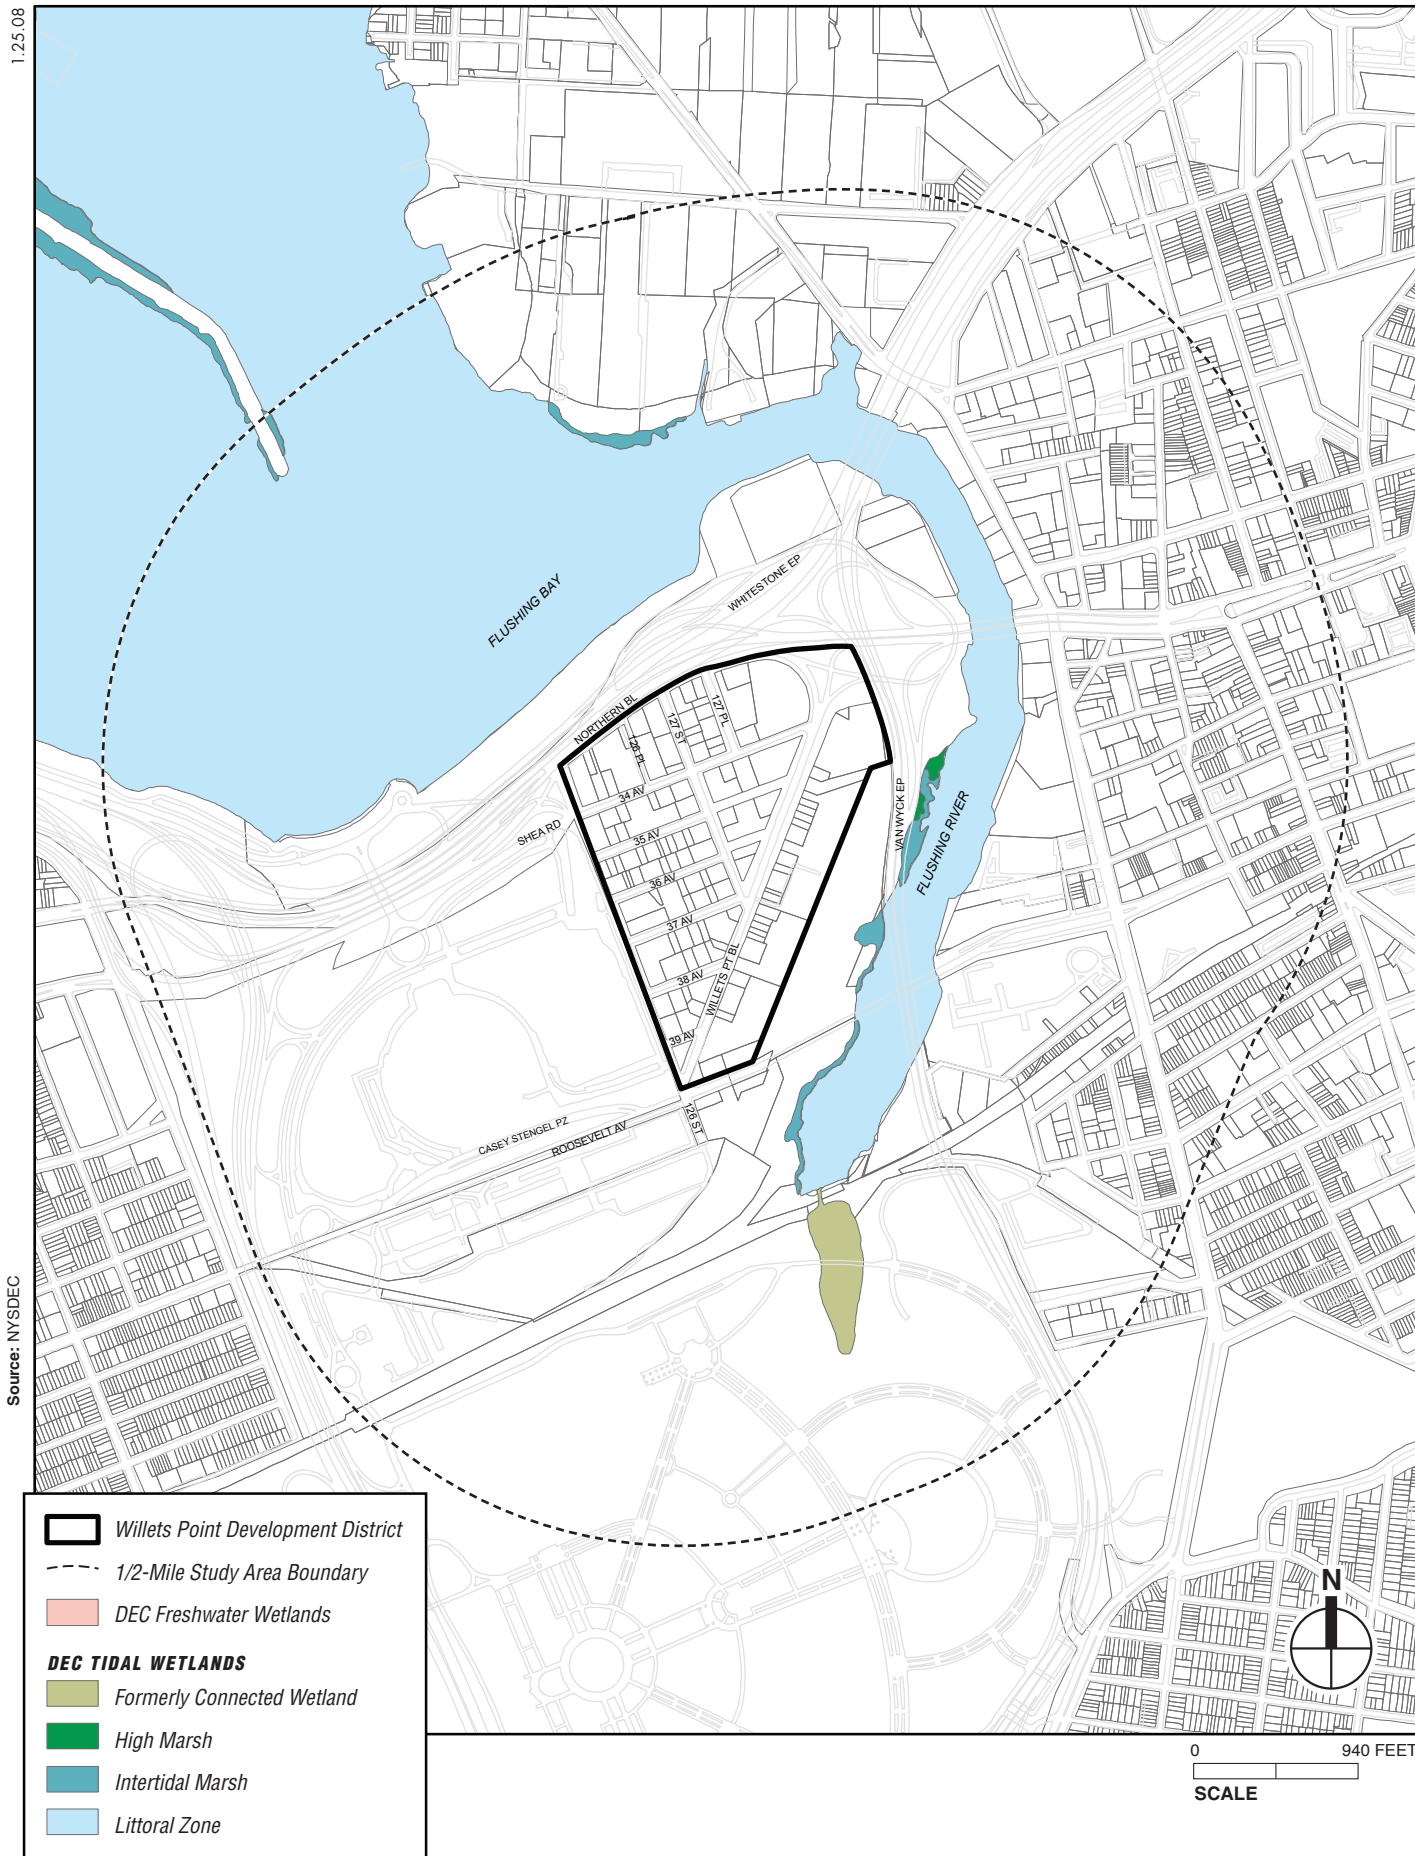 1.25.08
FLUSHING BAY
WHITESTONE EP
NORTHERN BL
126 PL
127 ST
127 PL
34 AV
SHEA RD
35 AV
36 AV
37 AV
38 AV
39 AV
WILLETS PT BL
VAN WYCK EP
FLUSHING RIVER
126 ST
CASEY STENGEL PZ
ROOSEVELT AV
Source: NYSDEC
Willets Point Development District
1/2-Mile Study Area Boundary
DEC Freshwater Wetlands
DEC TIDAL WETLANDS
Formerly Connected Wetland
High Marsh
Intertidal Marsh
Littoral Zone
N
0 940 FEET
SCALE